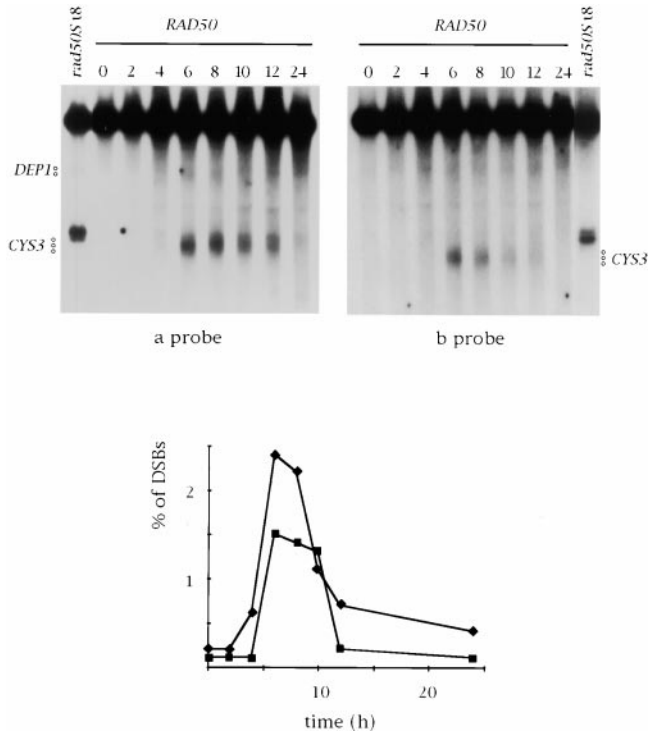 rad50S t8
RAD50
0 2 4 6 8 10 12 24
DEP1
CYS3
a probe
RAD50
0 2 4 6 8 10 12 24
rad50S t8
CYS3
b probe
% of DSBs
2
1
10 20
time (h)